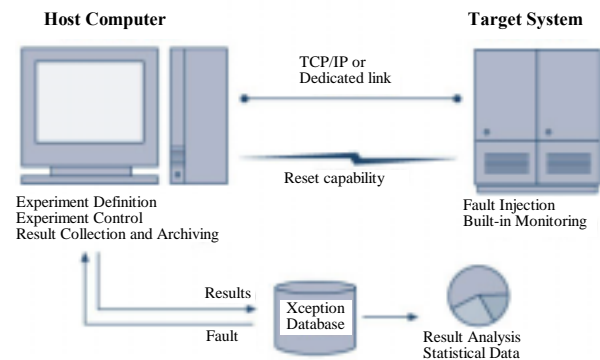 Host Computer
Target System
TCP/IP or
Dedicated link
Reset capability
Experiment Definition
Experiment Control
Result Collection and Archiving
Fault Injection
Built-in Monitoring
Results
Fault
Xception
Database
Result Analysis
Statistical Data